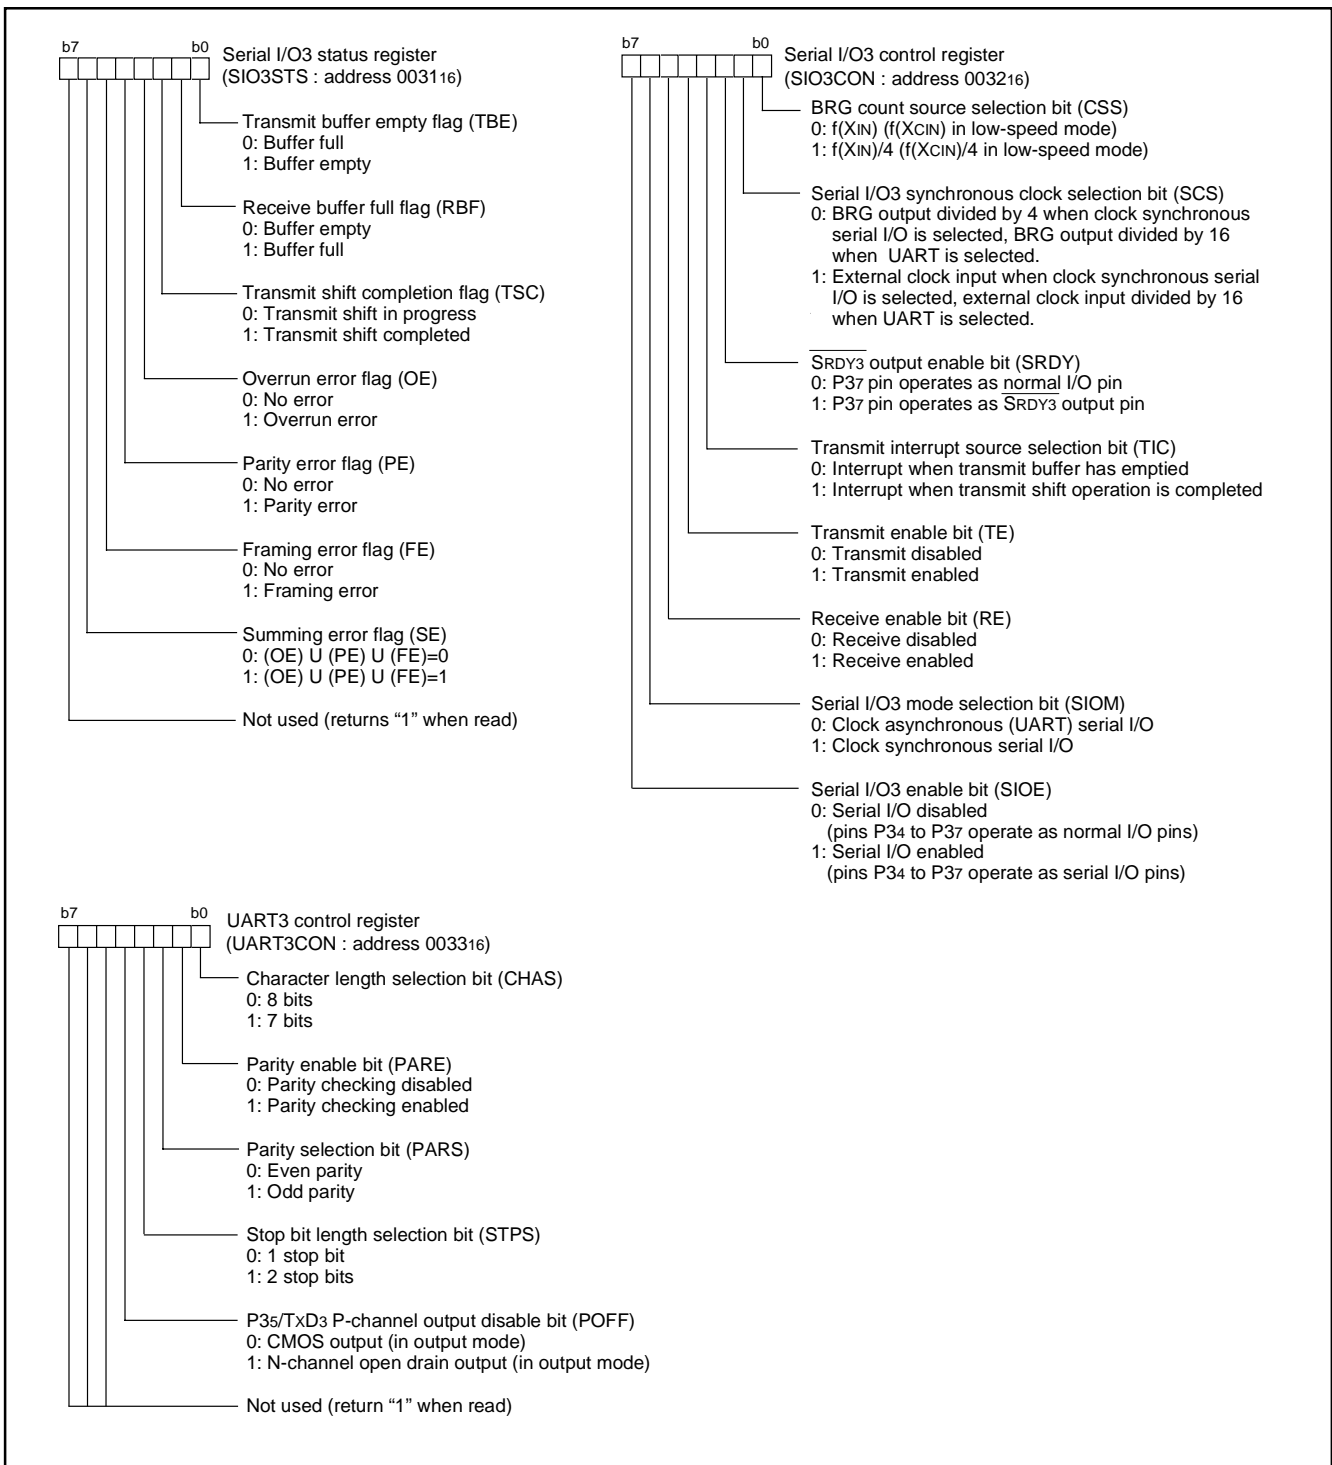 b7 b0 Serial I/O3 status register
(SIO3STS : address 003116)
Transmit buffer empty flag (TBE)
0: Buffer full
1: Buffer empty
Receive buffer full flag (RBF)
0: Buffer empty
1: Buffer full
Transmit shift completion flag (TSC)
0: Transmit shift in progress
1: Transmit shift completed
Overrun error flag (OE)
0: No error
1: Overrun error
Parity error flag (PE)
0: No error
1: Parity error
Framing error flag (FE)
0: No error
1: Framing error
Summing error flag (SE)
0: (OE) U (PE) U (FE)=0
1: (OE) U (PE) U (FE)=1
Not used (returns “1” when read)
b7 b0 Serial I/O3 control register
(SIO3CON : address 003216)
BRG count source selection bit (CSS)
0: f(XIN) (f(XCIN) in low-speed mode)
1: f(XIN)/4 (f(XCIN)/4 in low-speed mode)
Serial I/O3 synchronous clock selection bit (SCS)
0: BRG output divided by 4 when clock synchronous
serial I/O is selected, BRG output divided by 16
when UART is selected.
1: External clock input when clock synchronous serial
I/O is selected, external clock input divided by 16
when UART is selected.
SRDY3 output enable bit (SRDY)
0: P37 pin operates as normal I/O pin
1: P37 pin operates as SRDY3 output pin
Transmit interrupt source selection bit (TIC)
0: Interrupt when transmit buffer has emptied
1: Interrupt when transmit shift operation is completed
Transmit enable bit (TE)
0: Transmit disabled
1: Transmit enabled
Receive enable bit (RE)
0: Receive disabled
1: Receive enabled
Serial I/O3 mode selection bit (SIOM)
0: Clock asynchronous (UART) serial I/O
1: Clock synchronous serial I/O
Serial I/O3 enable bit (SIOE)
0: Serial I/O disabled
(pins P34 to P37 operate as normal I/O pins)
1: Serial I/O enabled
(pins P34 to P37 operate as serial I/O pins)
b7 b0 UART3 control register
(UART3CON : address 003316)
Character length selection bit (CHAS)
0: 8 bits
1: 7 bits
Parity enable bit (PARE)
0: Parity checking disabled
1: Parity checking enabled
Parity selection bit (PARS)
0: Even parity
1: Odd parity
Stop bit length selection bit (STPS)
0: 1 stop bit
1: 2 stop bits
P35/TXD3 P-channel output disable bit (POFF)
0: CMOS output (in output mode)
1: N-channel open drain output (in output mode)
Not used (return “1” when read)